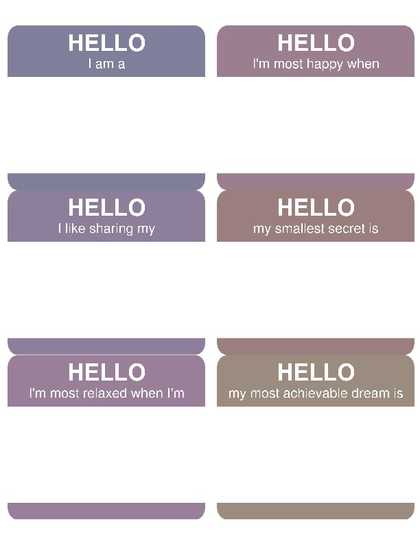 HELLO
I am a
HELLO
I'm most happy when
HELLO
I like sharing my
HELLO
my smallest secret is
HELLO
I'm most relaxed when I'm
HELLO
my most achievable dream is